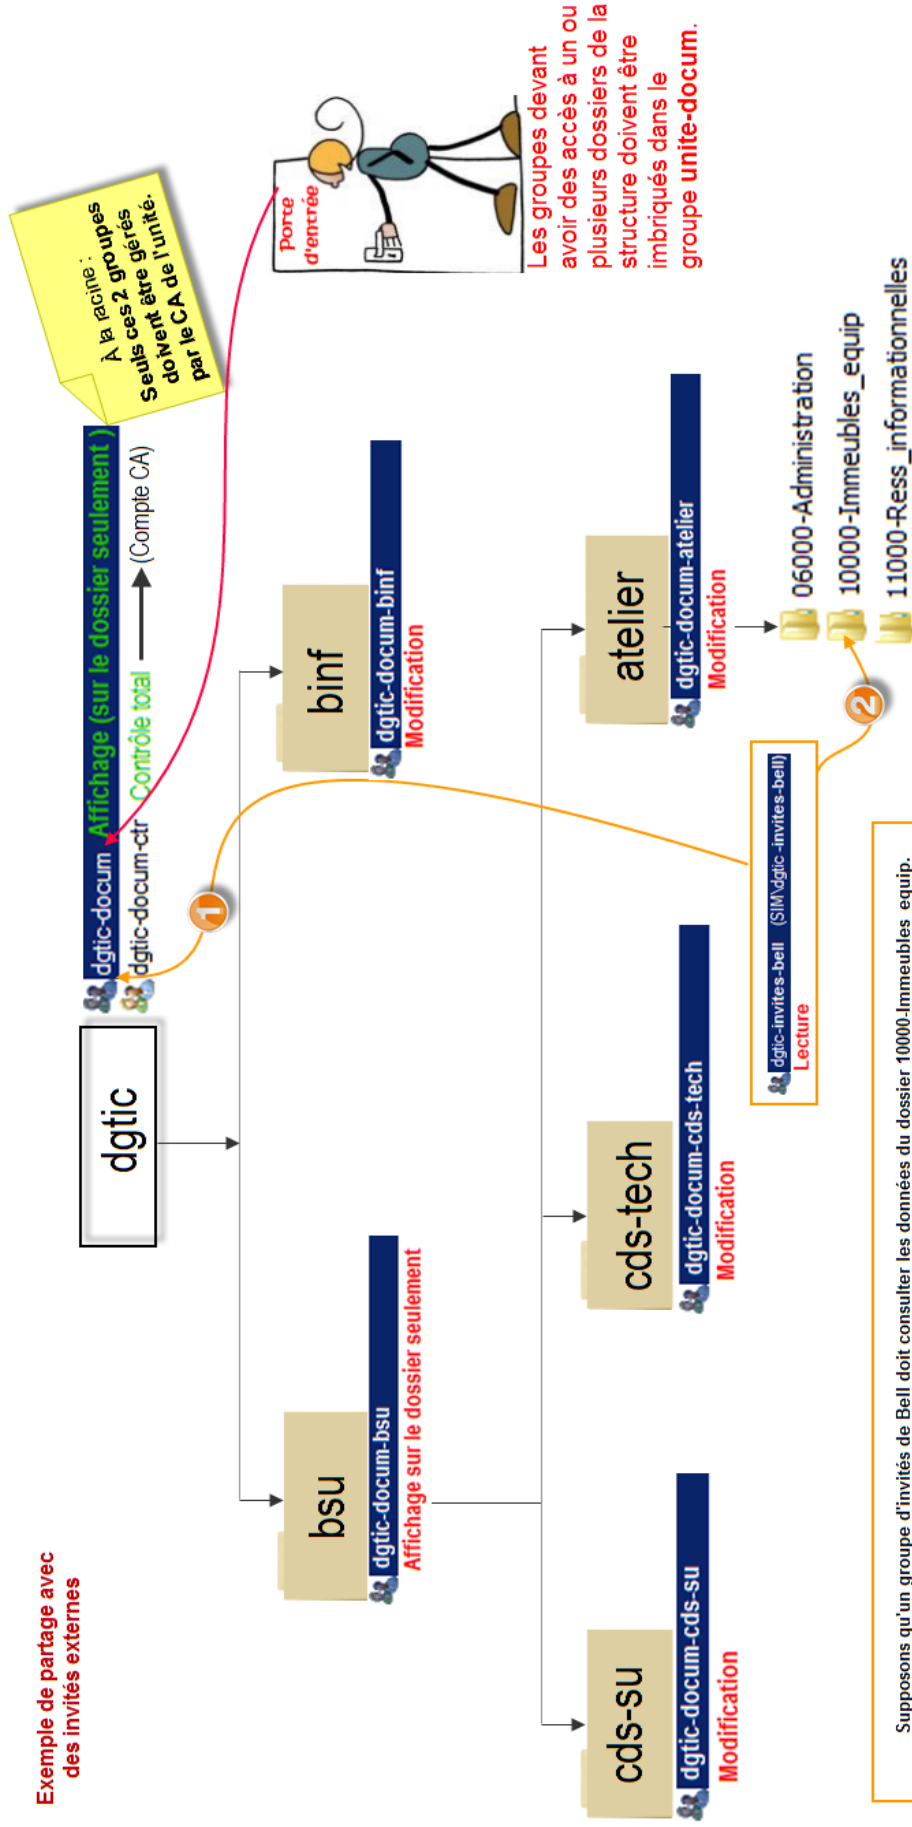 Exemple de partage avec
des invités externes
dgtic
dgtic-docum Affichage (sur le dossier seulement )
dgtic-docum-ctr Contrôle total (Compte CA)
À la racine :
Seuls ces 2 groupes
doivent être gérés
par le CA de l'unité.
1
Porte
d'entrée
Les groupes devant
avoir des accès à un ou
plusieurs dossiers de la
structure doivent être
imbriqués dans le
groupe unite-docum.
bsu
dgtic-docum-bsu
Affichage sur le dossier seulement
binf
dgtic-docum-binf
Modification
cds-su
dgtic-docum-cds-su
Modification
cds-tech
dgtic-docum-cds-tech
Modification
atelier
dgtic-docum-atelier
Modification
dgtic-invites-bell (SIM\dgtic-invites-bell)
Lecture
2
06000-Administration
10000-Immeubles_equip
11000-Ress_informationnelles
Supposons qu'un groupe d'invités de Bell doit consulter les données du dossier 10000-Immeubles equip.